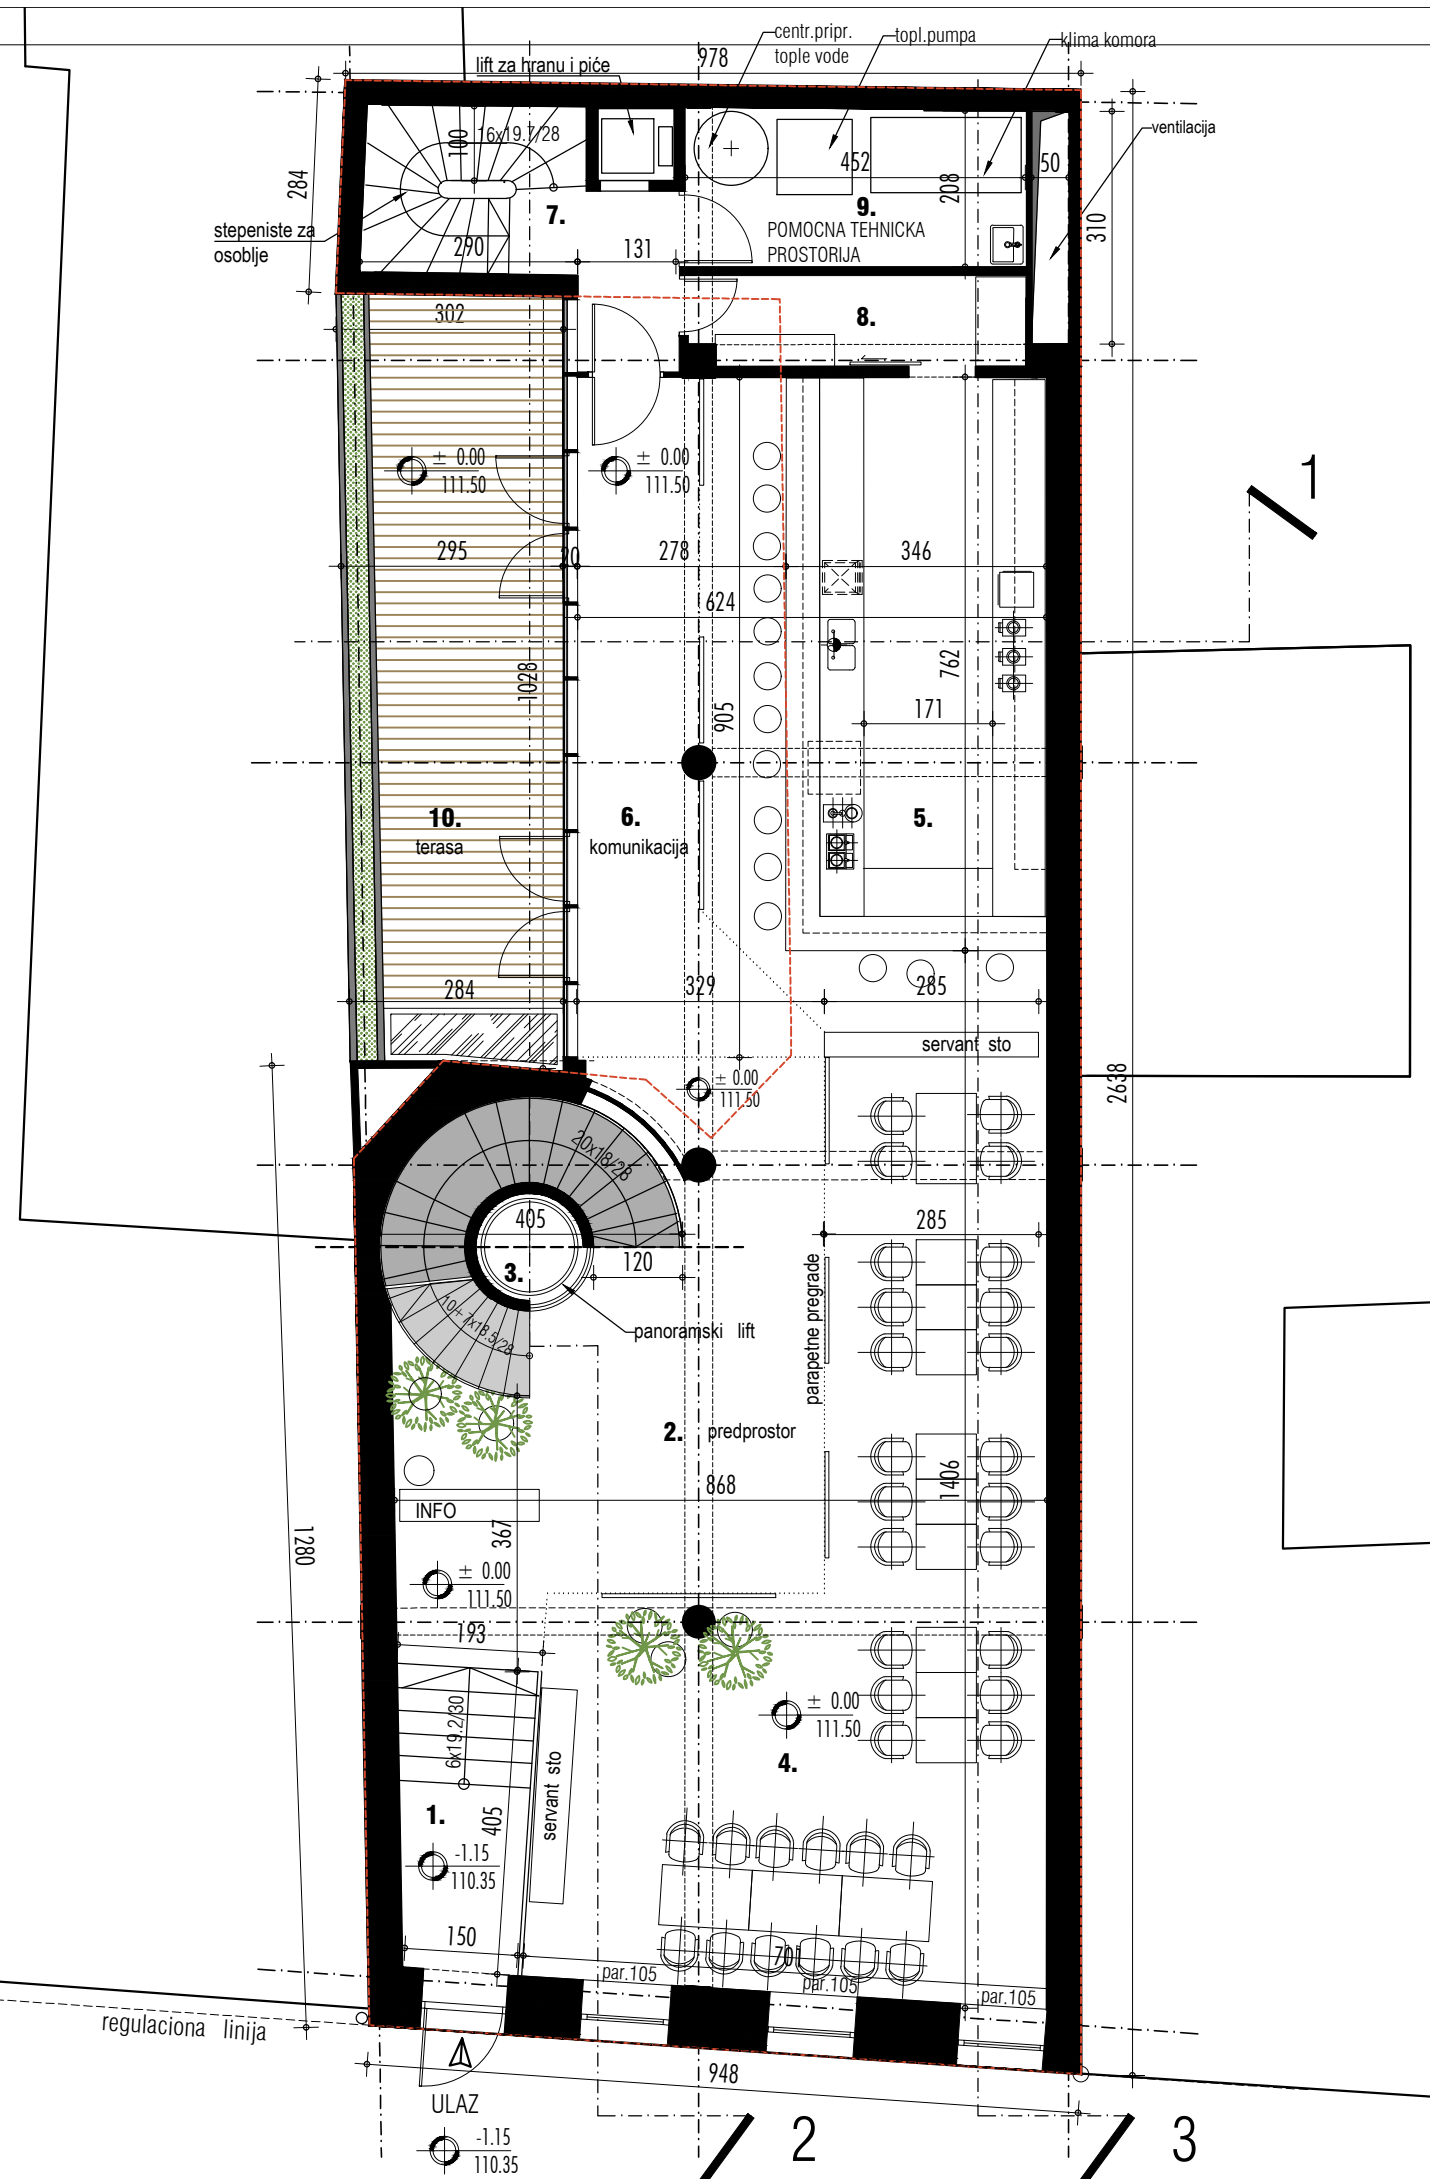 centr.pripr.
tople vode
topl.pumpa
klima komora
978
lift za hranu i piće
ventilacija
16x19.7/28
100
452
50
208
284
310
7.
9.
POMOCNA TEHNICKA
PROSTORIJA
stepeniste za
osoblje
290
131
302
8.
± 0.00
111.50
± 0.00
111.50
1
295
20
278
346
624
762
1028
905
171
10.
terasa
6.
komunikacija
5.
284
329
285
servant sto
± 0.00
111.50
2638
20x18/28
405
285
120
3.
10+7x18.5/28
panoramski lift
parapetne pregrade
2.
predprostor
868
1406
INFO
367
1280
± 0.00
111.50
193
6x19.2/30
± 0.00
111.50
servant sto
4.
1.
405
-1.15
110.35
150
701
par.105
par.105
par.105
regulaciona linija
948
ULAZ
-1.15
110.35
2
3